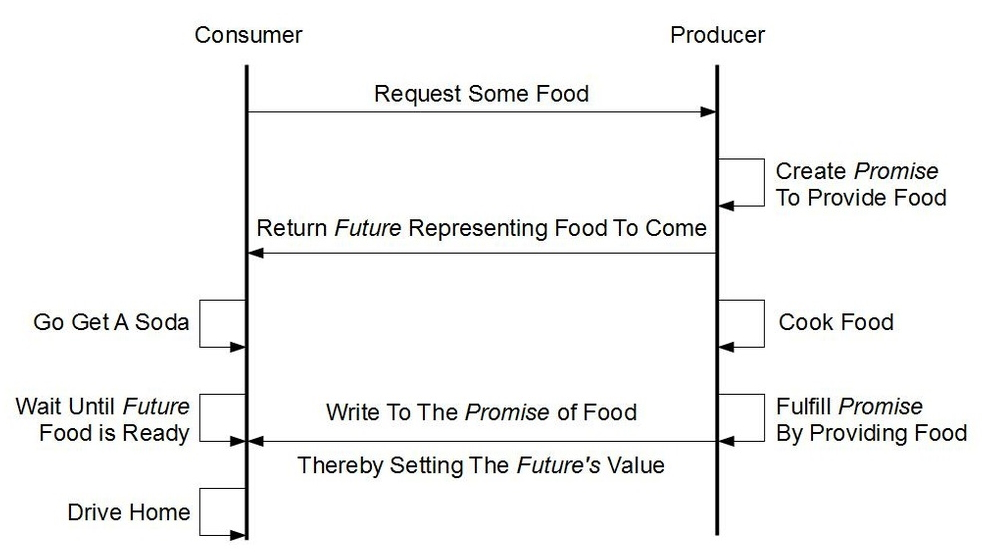 Consumer
Producer
Request Some Food
Create Promise
To Provide Food
Return Future Representing Food To Come
Go Get A Soda
Cook Food
Wait Until Future
Food is Ready
Write To The Promise of Food
Fulfill Promise
By Providing Food
Thereby Setting The Future's Value
Drive Home